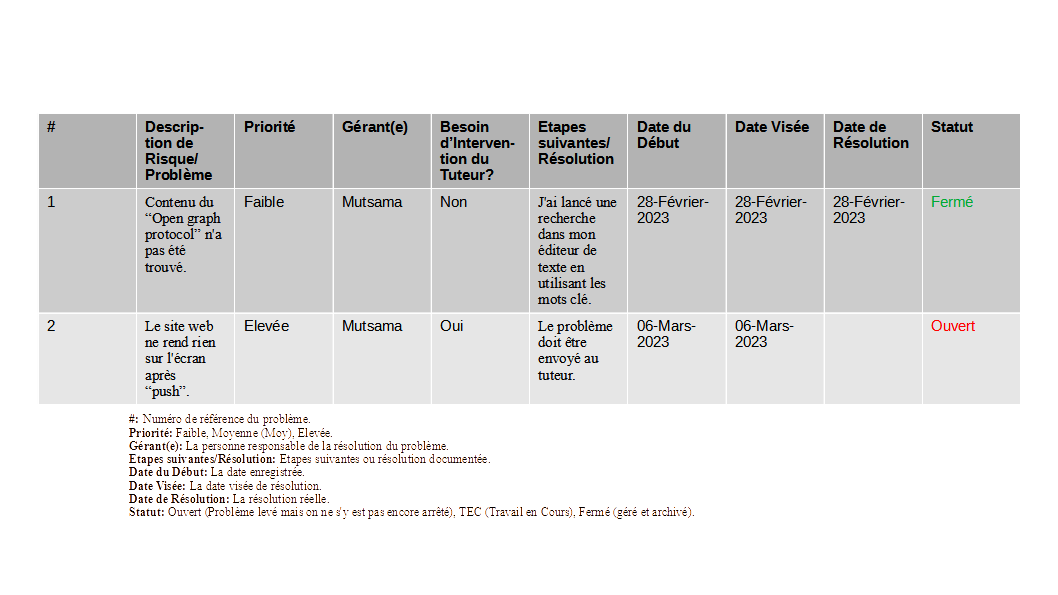 #
Descrip-
tion de
Risque/
Problème
Priorité
Gérant(e)
Besoin
d’Interven-
tion du
Tuteur?
Etapes
suivantes/
Résolution
Date du
Début
Date Visée
Date de
Résolution
Statut
1
Contenu du
“Open graph
protocol” n'a
pas été
trouvé.
Faible
Mutsama
Non
J'ai lancé une
recherche
dans mon
éditeur de
texte en
utilisant les
mots clé.
28-Février-
2023
28-Février-
2023
28-Février-
2023
Fermé
2
Le site web
ne rend rien
sur l'écran
après
“push”.
Elevée
Mutsama
Oui
Le problème
doit être
envoyé au
tuteur.
06-Mars-
2023
06-Mars-
2023
Ouvert
#: Numéro de référence du problème.
Priorité: Faible, Moyenne (Moy), Elevée.
Gérant(e): La personne responsable de la résolution du problème.
Etapes suivantes/Résolution: Etapes suivantes ou résolution documentée.
Date du Début: La date enregistrée.
Date Visée: La date visée de résolution.
Date de Résolution: La résolution réelle.
Statut: Ouvert (Problème levé mais on ne s'y est pas encore arrêté), TEC (Travail en Cours), Fermé (géré et archivé).